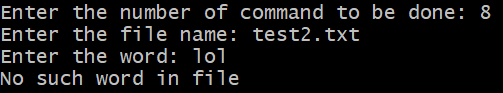 Enter the number of command to be done: 8
Enter the file name: test2.txt
Enter the word: lol
No such word in file